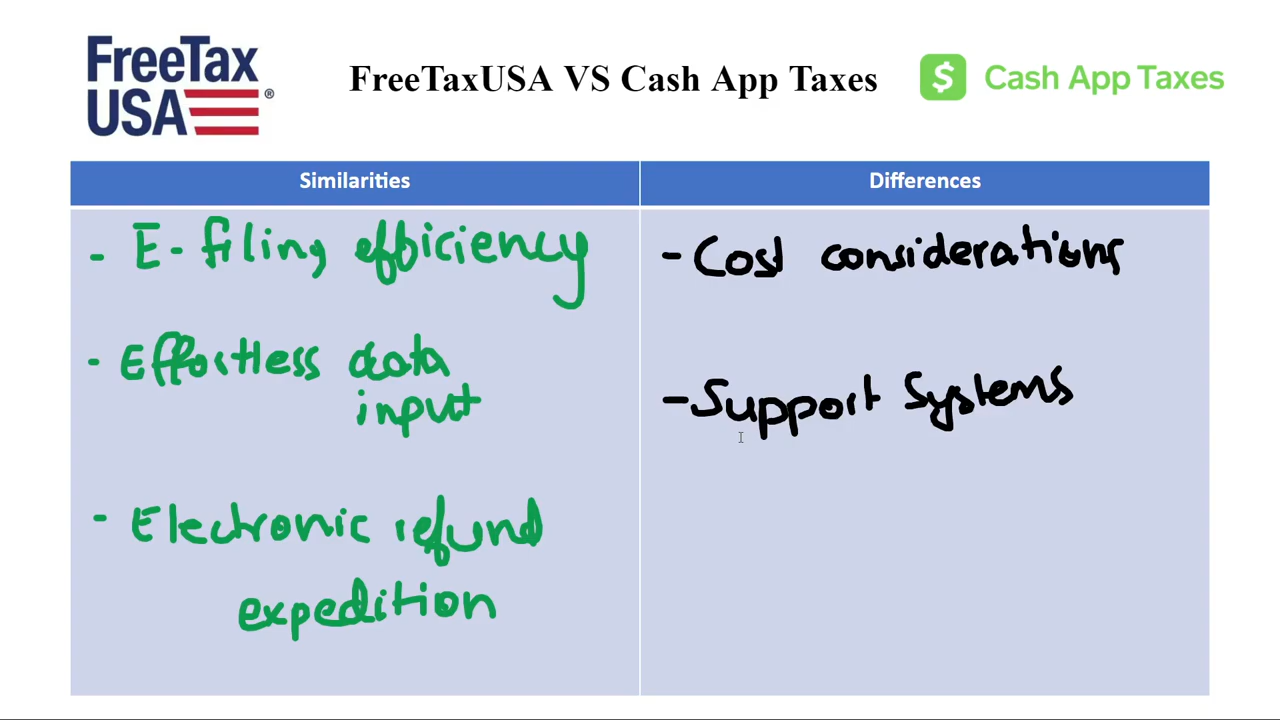 FreeTax
USA®
FreeTaxUSA VS Cash App Taxes
$ Cash App Taxes
Similarities
Differences
- E-filing efficiency
- Effortless data
input
- Electronic refund
expedition
- Cost considerations
- Support Systems